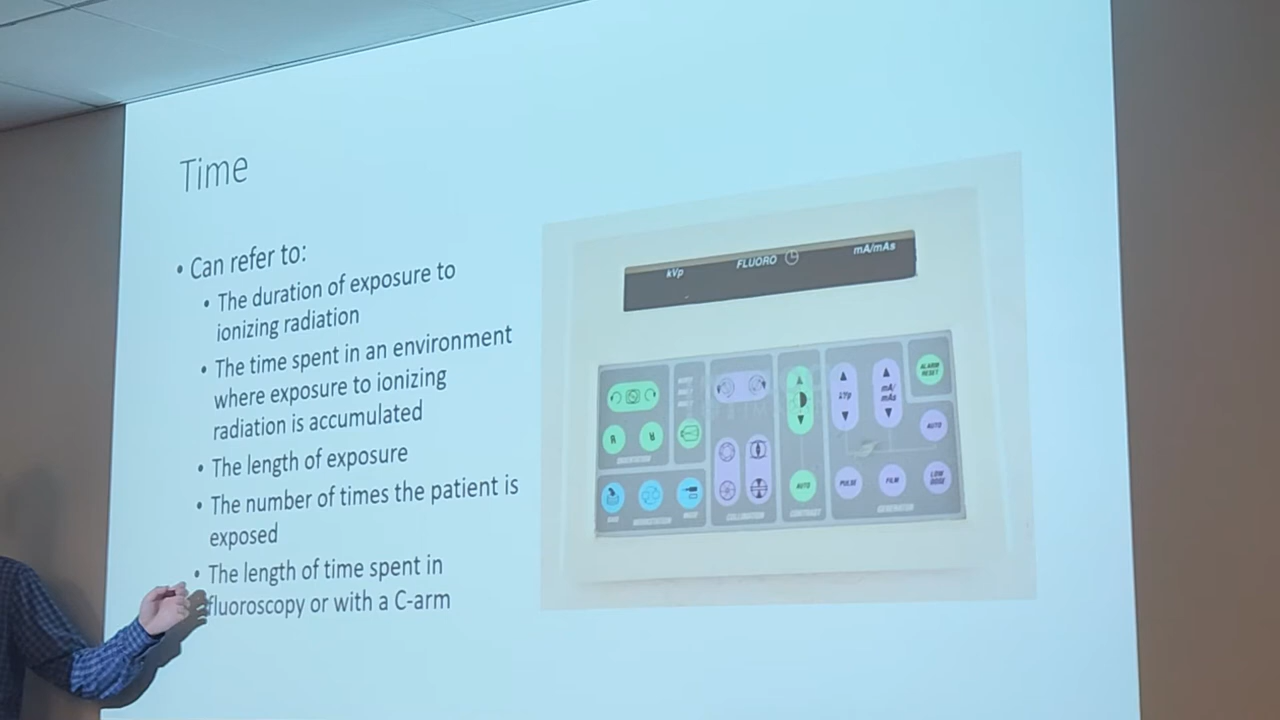 Time
• Can refer to:
• The duration of exposure to
ionizing radiation
• The time spent in an environment
where exposure to ionizing
radiation is accumulated
• The length of exposure
• The number of times the patient is
exposed
• The length of time spent in
fluoroscopy or with a C-arm
kVp FLUORO mA/mAs
ALARM
RESET
kVp
mA/
mAs
AUTO
R R
AUTO
PULSE
FILM
LOW
DOSE
CONTRAST
GENERATOR